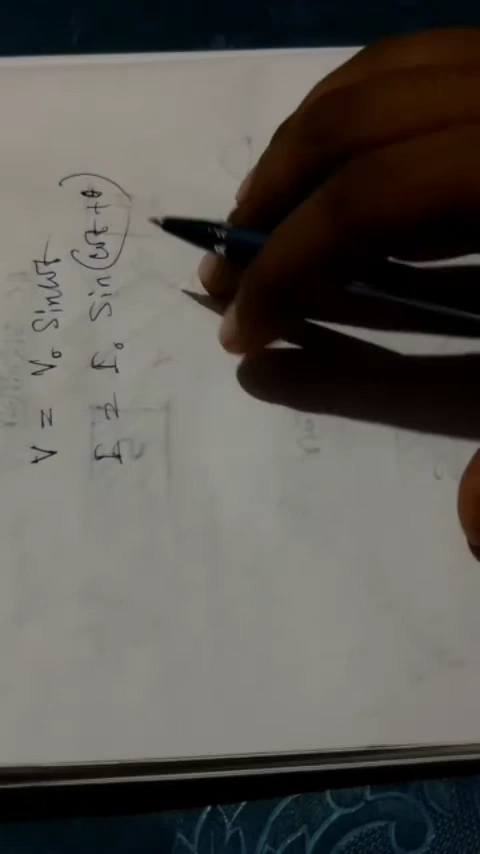 V = V₀ Sinωt
I = I₀ Sin(ωt+θ)